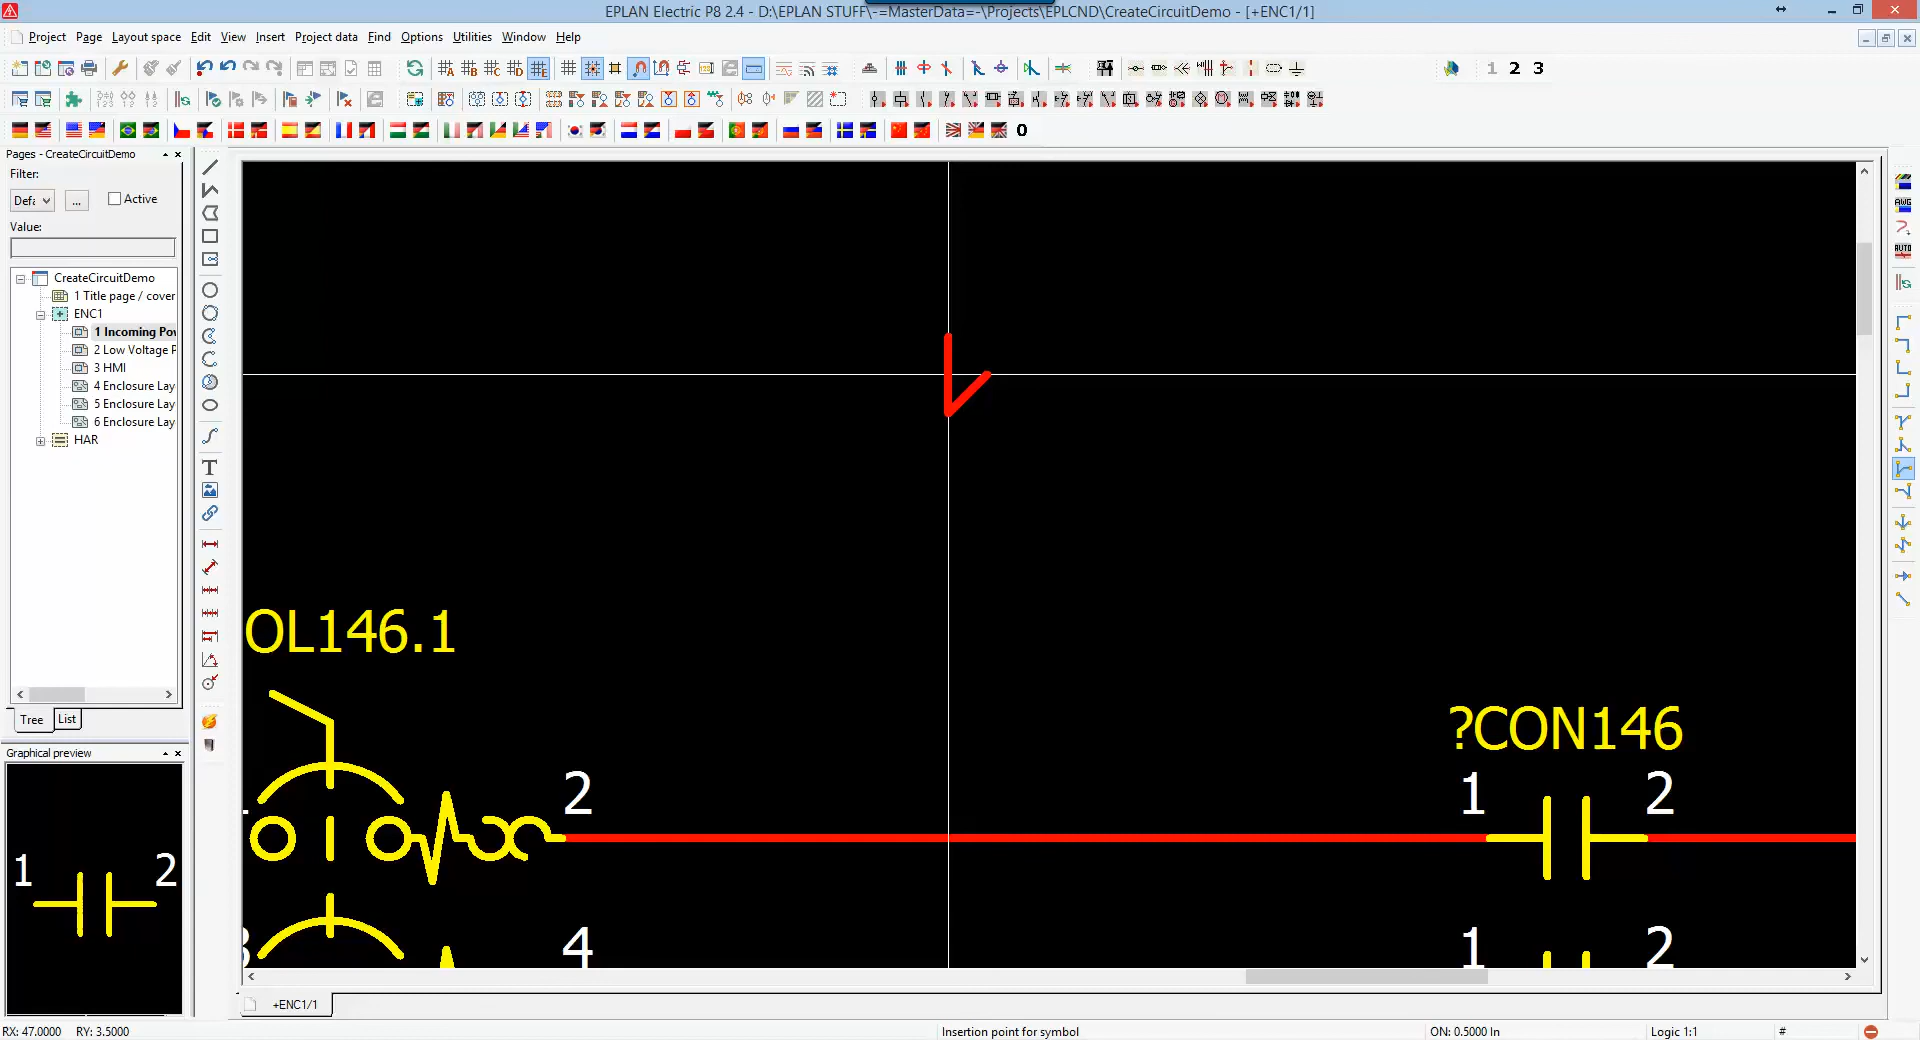 EPLAN Electric P8 2.4 - D:\EPLAN STUFF\-=MasterData=-\Projects\EPLCND\CreateCircuitDemo - [+ENC1/1]
Project Page Layout space Edit View Insert Project data Find Options Utilities Window Help
A B C D E 1 2 3
0
Pages - CreateCircuitDemo
Filter:
Active
...
Value:
CreateCircuitDemo
1 Title page / cover
ENC1
1 Incoming Pov
2 Low Voltage P
3 HMI
4 Enclosure Lay
5 Enclosure Lay
6 Enclosure Lay
HAR
Tree List
Graphical preview
1 2
T
AWG
AUTO
OL146.1
?CON146
2 1 2
4 1 2
+ENC1/1
RX: 47.0000 RY: 3.5000 Insertion point for symbol ON: 0.5000 In Logic 1:1 #